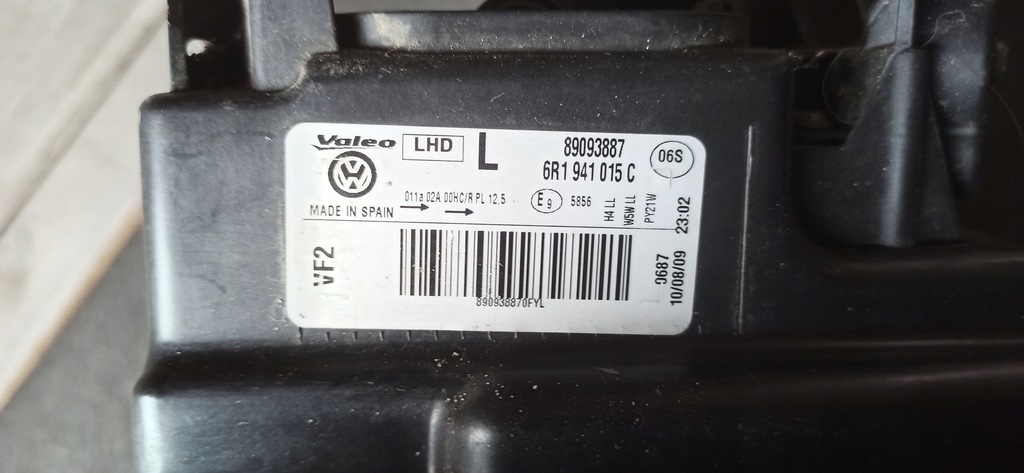 Valeo LHD L 89093887 06S
6R1 941 015 C
011a 02A 00HC/R PL 12.5 E9 5856
MADE IN SPAIN
H4 LL
W5W LL
PY21W
23:02
VF2
890938870FYL
0687
10/08/09